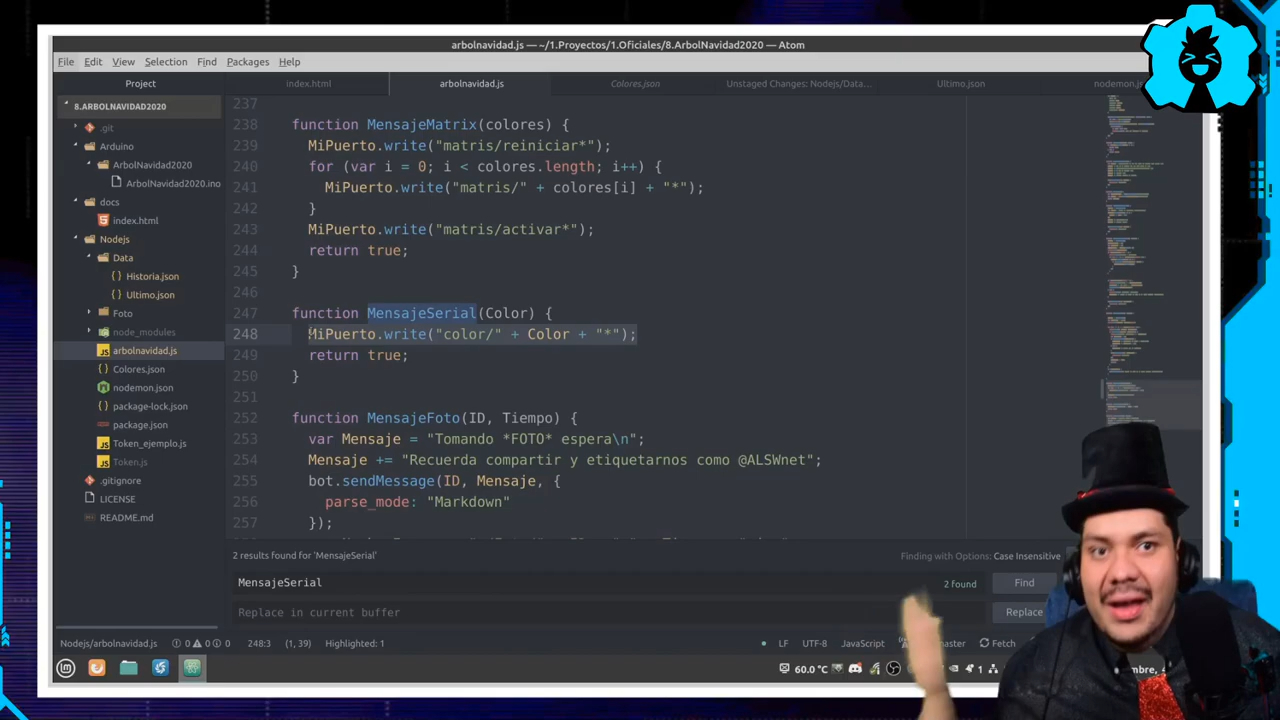 arbolnavidad.js — ~/1.Proyectos/1.Oficiales/8.ArbolNavidad2020 — Atom
File Edit View Selection Find Packages Help
Project
index.html
arbolnavidad.js
Colores.json
Unstaged Changes: Nodejs/Data...
Ultimo.json
nodemon.js
8.ARBOLNAVIDAD2020
.git
Arduino
ArbolNavidad2020
ArbolNavidad2020.ino
docs
index.html
Nodejs
Data
Historia.json
Ultimo.json
Foto
node_modules
arbolnavidad.js
Colores.json
nodemon.json
package-lock.json
package.json
Token_ejemplo.js
Token.js
.gitignore
LICENSE
README.md
237
238 function MensajeMatrix(colores) {
239 MiPuerto.write("matris/reiniciar*");
240 for (var i = 0; i < colores.length; i++) {
241 MiPuerto.write("matris/" + colores[i] + "*");
242 }
243 MiPuerto.write("matris/activar*");
244 return true;
245 }
246
247 function MensajeSerial(Color) {
248 MiPuerto.write("color/" + Color + "*");
249 return true;
250 }
251
252 function MensajeFoto(ID, Tiempo) {
253 var Mensaje = "Tomando *FOTO* espera\n";
254 Mensaje += "Recuerda compartir y etiquetarnos como @ALSWnet";
255 bot.sendMessage(ID, Mensaje, {
256 parse_mode: "Markdown"
257 });
2 results found for 'MensajeSerial'
Finding with Options: Case Insensitive
MensajeSerial
2 found
Find
Replace in current buffer
Replace
Nodejs/arbolnavidad.js 0 0 0 248:3 (1, 39) Highlighted: 1
LF UTF-8 JavaScript master Fetch
60.0 °C